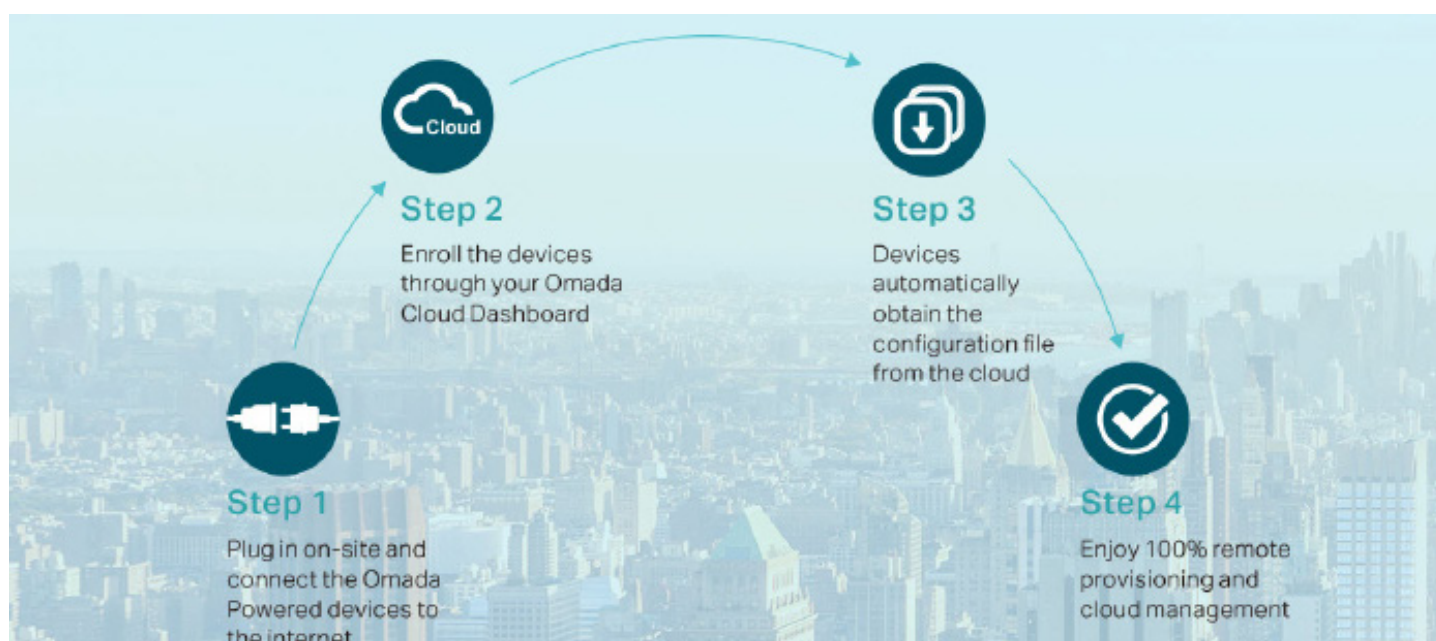 Cloud
Step 2
Enroll the devices
through your Omada
Cloud Dashboard
Step 3
Devices
automatically
obtain the
configuration file
from the cloud
Step 1
Plug in on-site and
connect the Omada
Powered devices to
the internet
Step 4
Enjoy 100% remote
provisioning and
cloud management